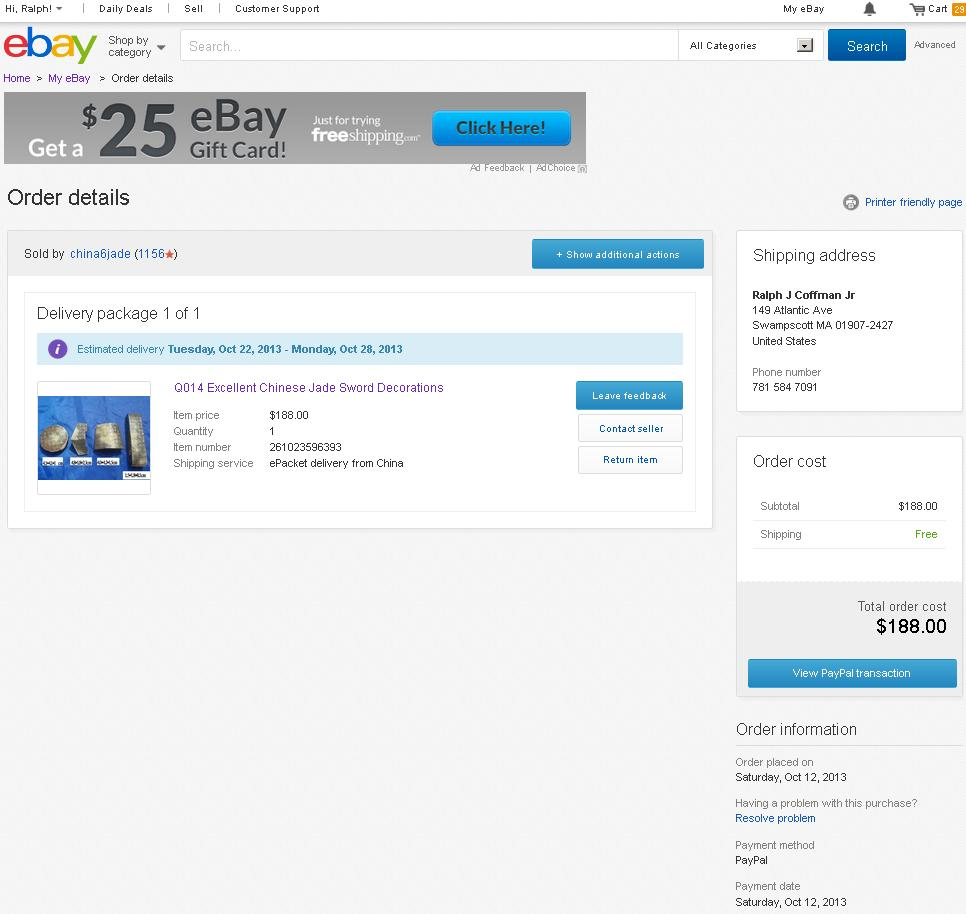 Hi, Ralph!
Daily Deals
Sell
Customer Support
My eBay
Cart 29
ebay
Shop by
category
Search...
All Categories
Search
Advanced
Home > My eBay > Order details
Get a $25 eBay
Gift Card!
Just for trying
freeshipping.com
Click Here!
Ad Feedback | AdChoice
Order details
Printer friendly page
Sold by china6jade (1156)
+ Show additional actions
Delivery package 1 of 1
Estimated delivery Tuesday, Oct 22, 2013 - Monday, Oct 28, 2013
Q014 Excellent Chinese Jade Sword Decorations
Item price $188.00
Quantity 1
Item number 261023596393
Shipping service ePacket delivery from China
Leave feedback
Contact seller
Return item
Shipping address
Ralph J Coffman Jr
149 Atlantic Ave
Swampscott MA 01907-2427
United States
Phone number
781 584 7091
Order cost
Subtotal $188.00
Shipping Free
Total order cost
$188.00
View PayPal transaction
Order information
Order placed on
Saturday, Oct 12, 2013
Having a problem with this purchase?
Resolve problem
Payment method
PayPal
Payment date
Saturday, Oct 12, 2013